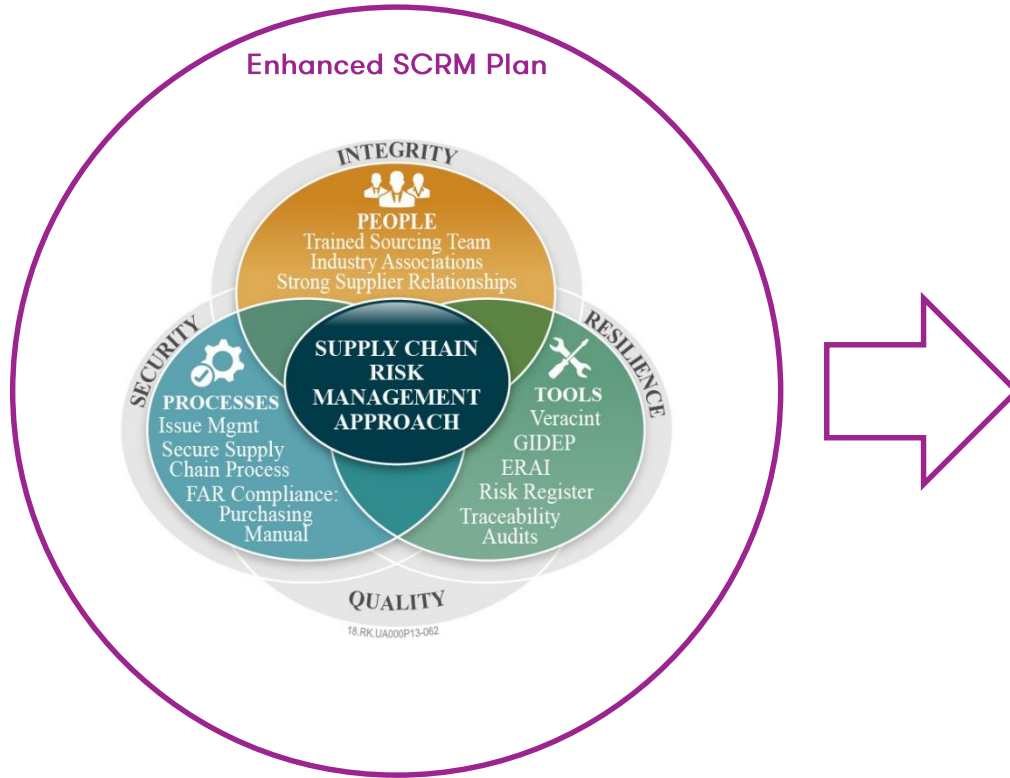 Enhanced SCRM Plan
INTEGRITY
PEOPLE
Trained Sourcing Team
Industry Associations
Strong Supplier Relationships
SECURITY
RESILIENCE
SUPPLY CHAIN
RISK
MANAGEMENT
APPROACH
PROCESSES
Issue Mgmt
Secure Supply
Chain Process
FAR Compliance:
Purchasing
Manual
TOOLS
Veracint
GIDEP
ERAI
Risk Register
Traceability
Audits
QUALITY
18.RK.UA000P13-062